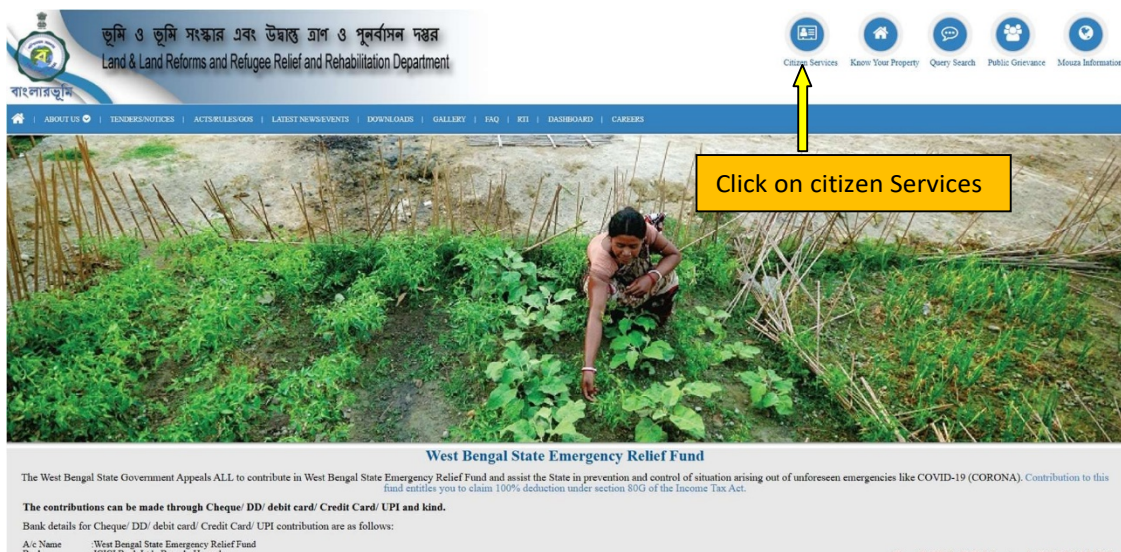 ভূমি ও ভূমি সংস্কার এবং উদ্বাস্তু ত্রাণ ও পুনর্বাসন দপ্তর
Land & Land Reforms and Refugee Relief and Rehabilitation Department
বাংলারভূমি
Citizen Services
Know Your Property
Query Search
Public Grievance
Mouza Information
ABOUT US | TENDERS/NOTICES | ACTS/RULES/GOS | LATEST NEWS/EVENTS | DOWNLOADS | GALLERY | FAQ | RTI | DASHBOARD | CAREERS
Click on citizen Services
West Bengal State Emergency Relief Fund
The West Bengal State Government Appeals ALL to contribute in West Bengal State Emergency Relief Fund and assist the State in prevention and control of situation arising out of unforeseen emergencies like COVID-19 (CORONA). Contribution to this
fund entitles you to claim 100% deduction under section 80G of the Income Tax Act.
The contributions can be made through Cheque/ DD/ debit card/ Credit Card/ UPI and kind.
Bank details for Cheque/ DD/ debit card/ Credit Card/ UPI contribution are as follows:
A/c Name :West Bengal State Emergency Relief Fund